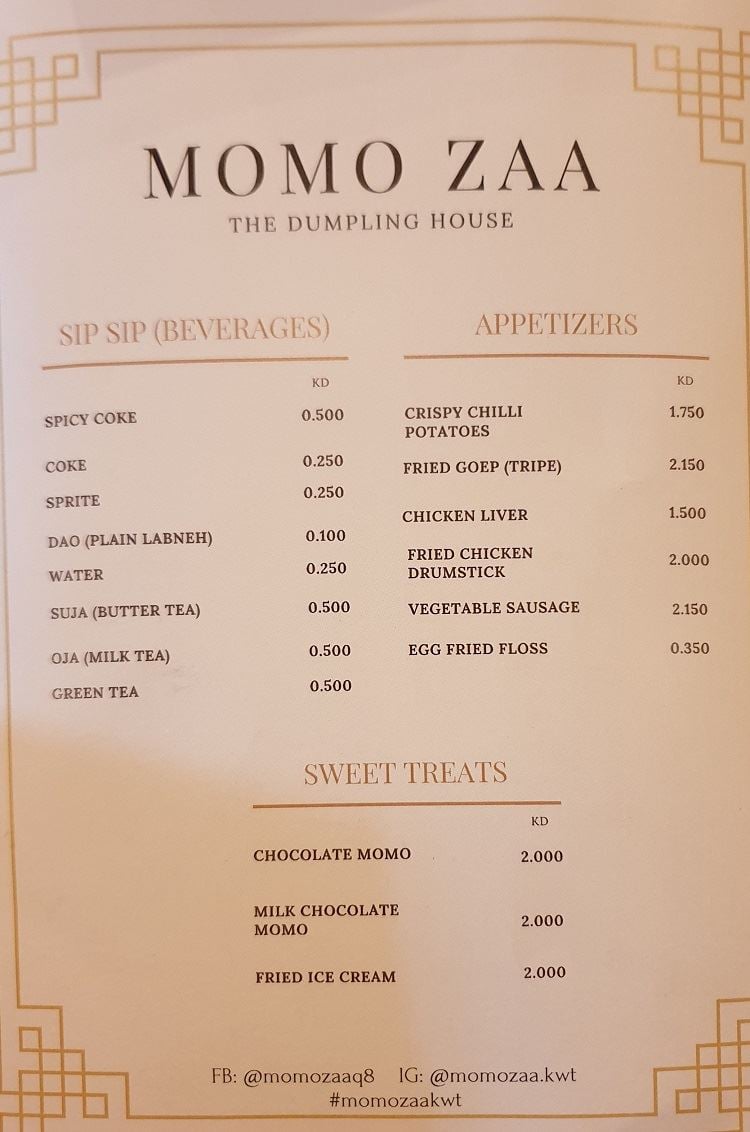 MOMO ZAA
THE DUMPLING HOUSE
SIP SIP (BEVERAGES)
KD
SPICY COKE 0.500
COKE 0.250
SPRITE 0.250
DAO (PLAIN LABNEH) 0.100
WATER 0.250
SUJA (BUTTER TEA) 0.500
OJA (MILK TEA) 0.500
GREEN TEA 0.500
APPETIZERS
KD
CRISPY CHILLI 1.750
POTATOES
FRIED GOEP (TRIPE) 2.150
CHICKEN LIVER 1.500
FRIED CHICKEN 2.000
DRUMSTICK
VEGETABLE SAUSAGE 2.150
EGG FRIED FLOSS 0.350
SWEET TREATS
KD
CHOCOLATE MOMO 2.000
MILK CHOCOLATE 2.000
MOMO
FRIED ICE CREAM 2.000
FB: @momozaaq8 IG: @momozaa.kwt
#momozaakwt